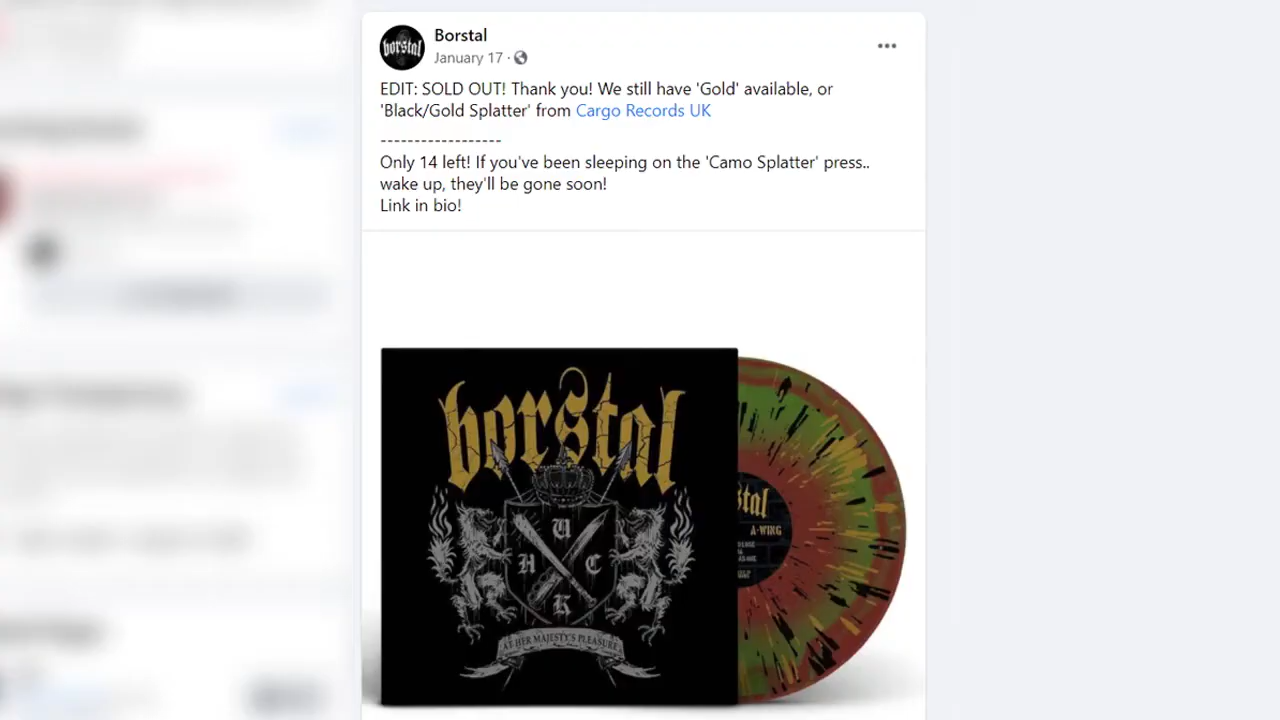 borstal
Borstal
January 17 ·
EDIT: SOLD OUT! Thank you! We still have 'Gold' available, or
'Black/Gold Splatter' from Cargo Records UK
------------------
Only 14 left! If you've been sleeping on the 'Camo Splatter' press..
wake up, they'll be gone soon!
Link in bio!
borstal
U
H C
K
AT HER MAJESTY'S PLEASURE
stal
A-WING